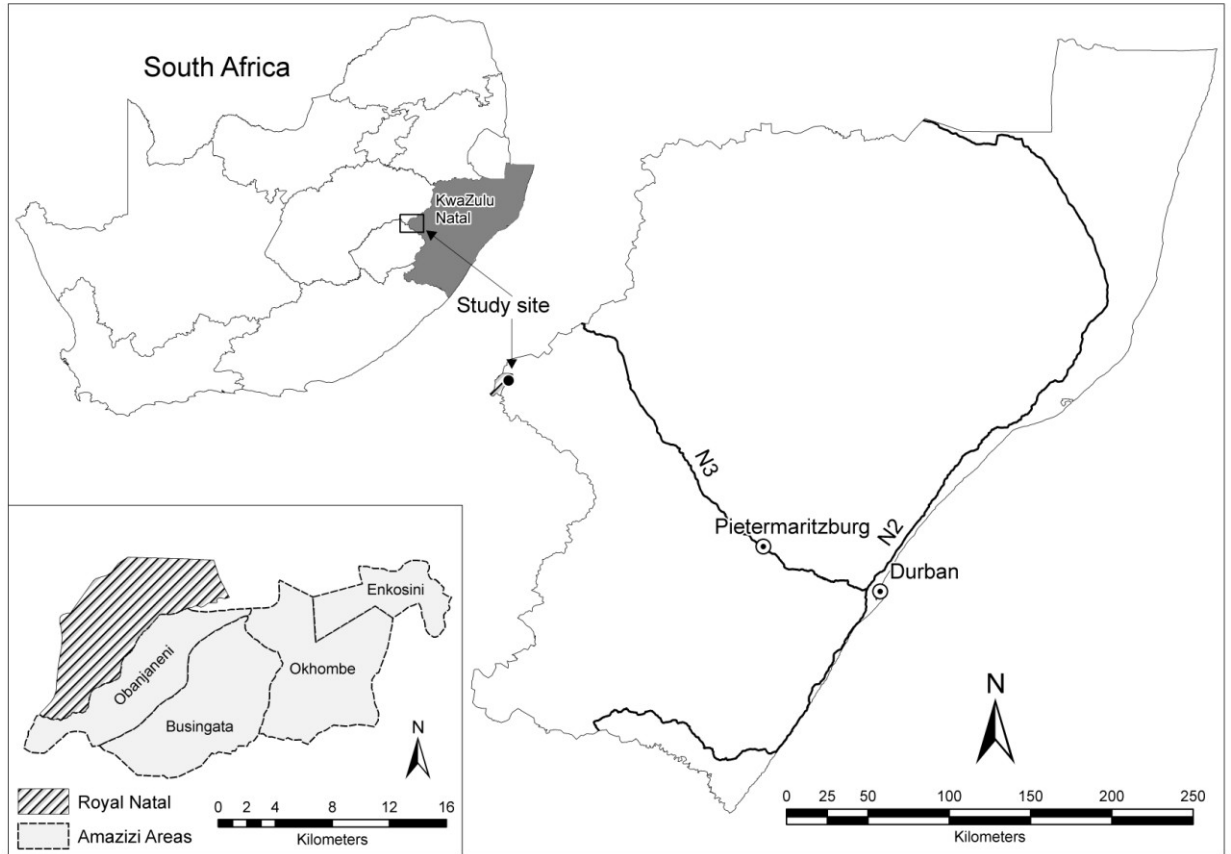 South Africa
KwaZulu
Natal
Study site
N3
Pietermaritzburg
N2
Durban
N
0 25 50 100 150 200 250
Kilometers
Enkosini
Obanjaneni
Okhombe
Busingata
N
Royal Natal
Amazizi Areas
0 2 4 8 12 16
Kilometers